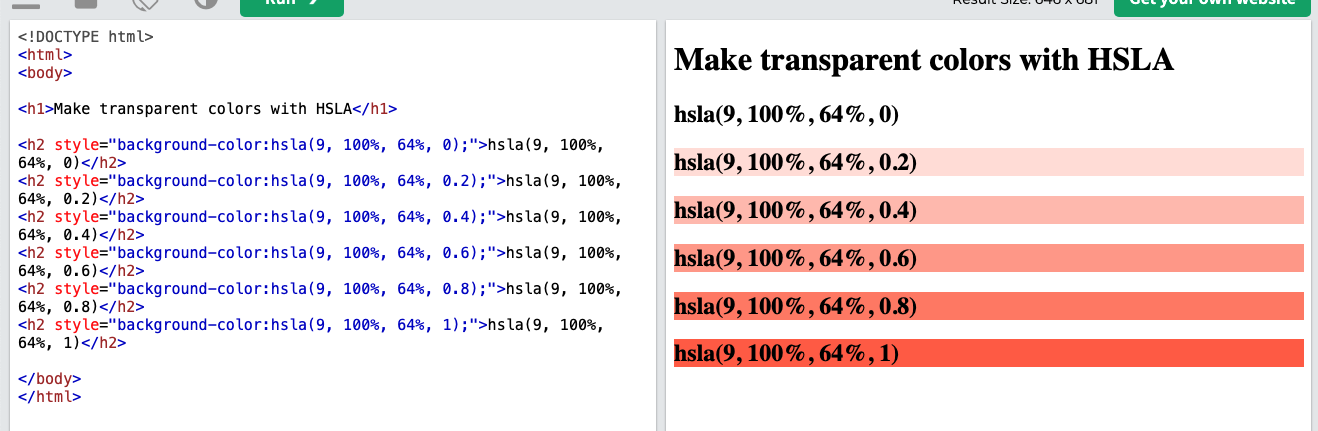 Run ❯
Result Size: 646 x 681
Get your own website
<!DOCTYPE html>
<html>
<body>
<h1>Make transparent colors with HSLA</h1>
<h2 style="background-color:hsla(9, 100%, 64%, 0);">hsla(9, 100%,
64%, 0)</h2>
<h2 style="background-color:hsla(9, 100%, 64%, 0.2);">hsla(9, 100%,
64%, 0.2)</h2>
<h2 style="background-color:hsla(9, 100%, 64%, 0.4);">hsla(9, 100%,
64%, 0.4)</h2>
<h2 style="background-color:hsla(9, 100%, 64%, 0.6);">hsla(9, 100%,
64%, 0.6)</h2>
<h2 style="background-color:hsla(9, 100%, 64%, 0.8);">hsla(9, 100%,
64%, 0.8)</h2>
<h2 style="background-color:hsla(9, 100%, 64%, 1);">hsla(9, 100%,
64%, 1)</h2>
</body>
</html>
Make transparent colors with HSLA
hsla(9, 100%, 64%, 0)
hsla(9, 100%, 64%, 0.2)
hsla(9, 100%, 64%, 0.4)
hsla(9, 100%, 64%, 0.6)
hsla(9, 100%, 64%, 0.8)
hsla(9, 100%, 64%, 1)